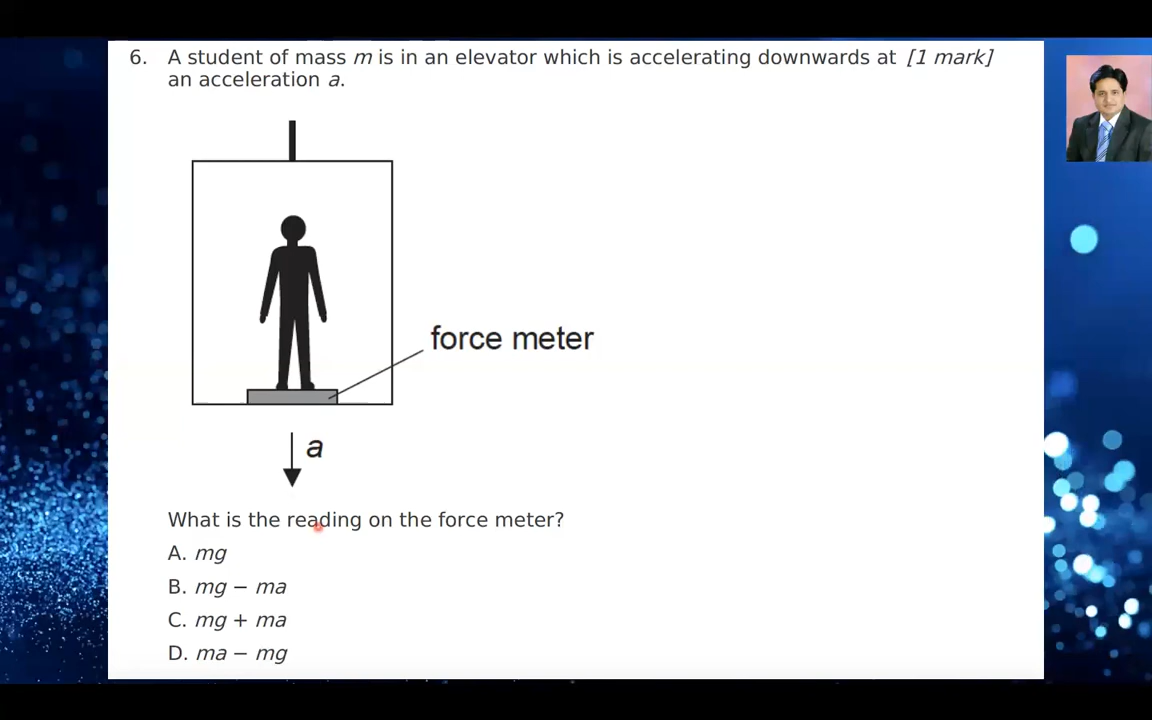 6. A student of mass m is in an elevator which is accelerating downwards at [1 mark]
an acceleration a.
force meter
a
What is the reading on the force meter?
A. mg
B. mg − ma
C. mg + ma
D. ma − mg